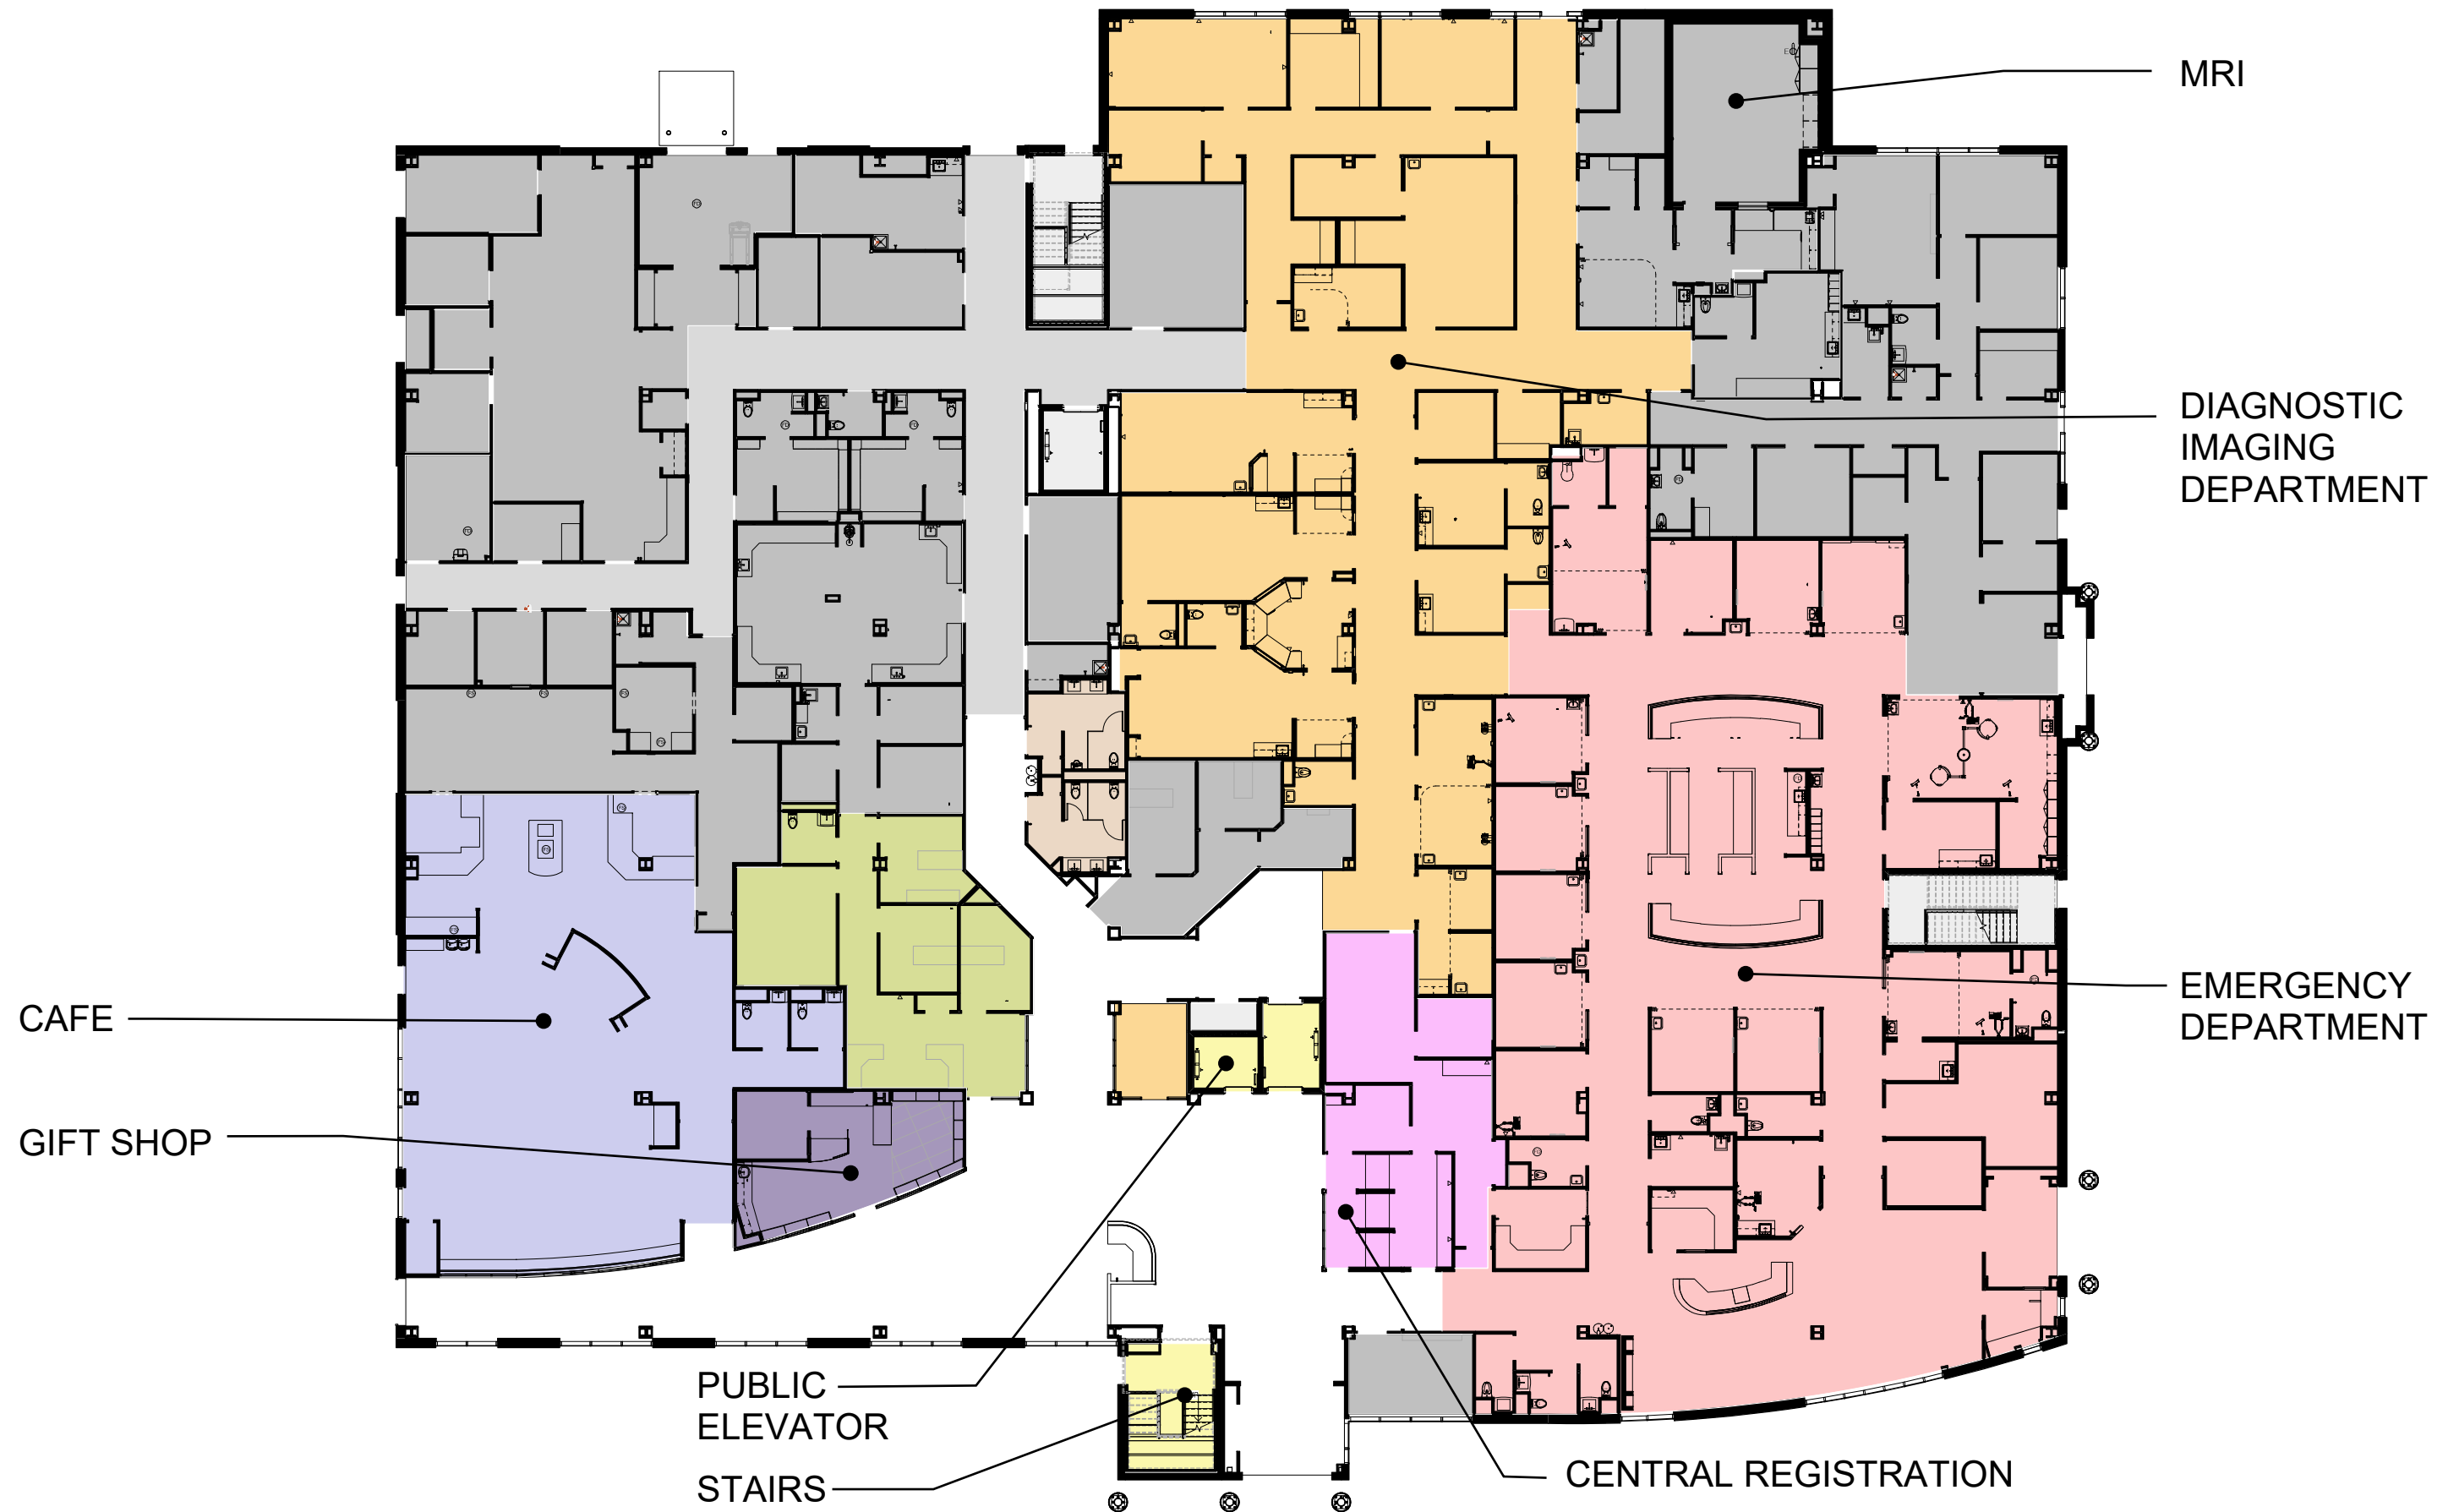 MRI
DIAGNOSTIC
IMAGING
DEPARTMENT
EMERGENCY
DEPARTMENT
CAFE
GIFT SHOP
PUBLIC
ELEVATOR
STAIRS
CENTRAL REGISTRATION